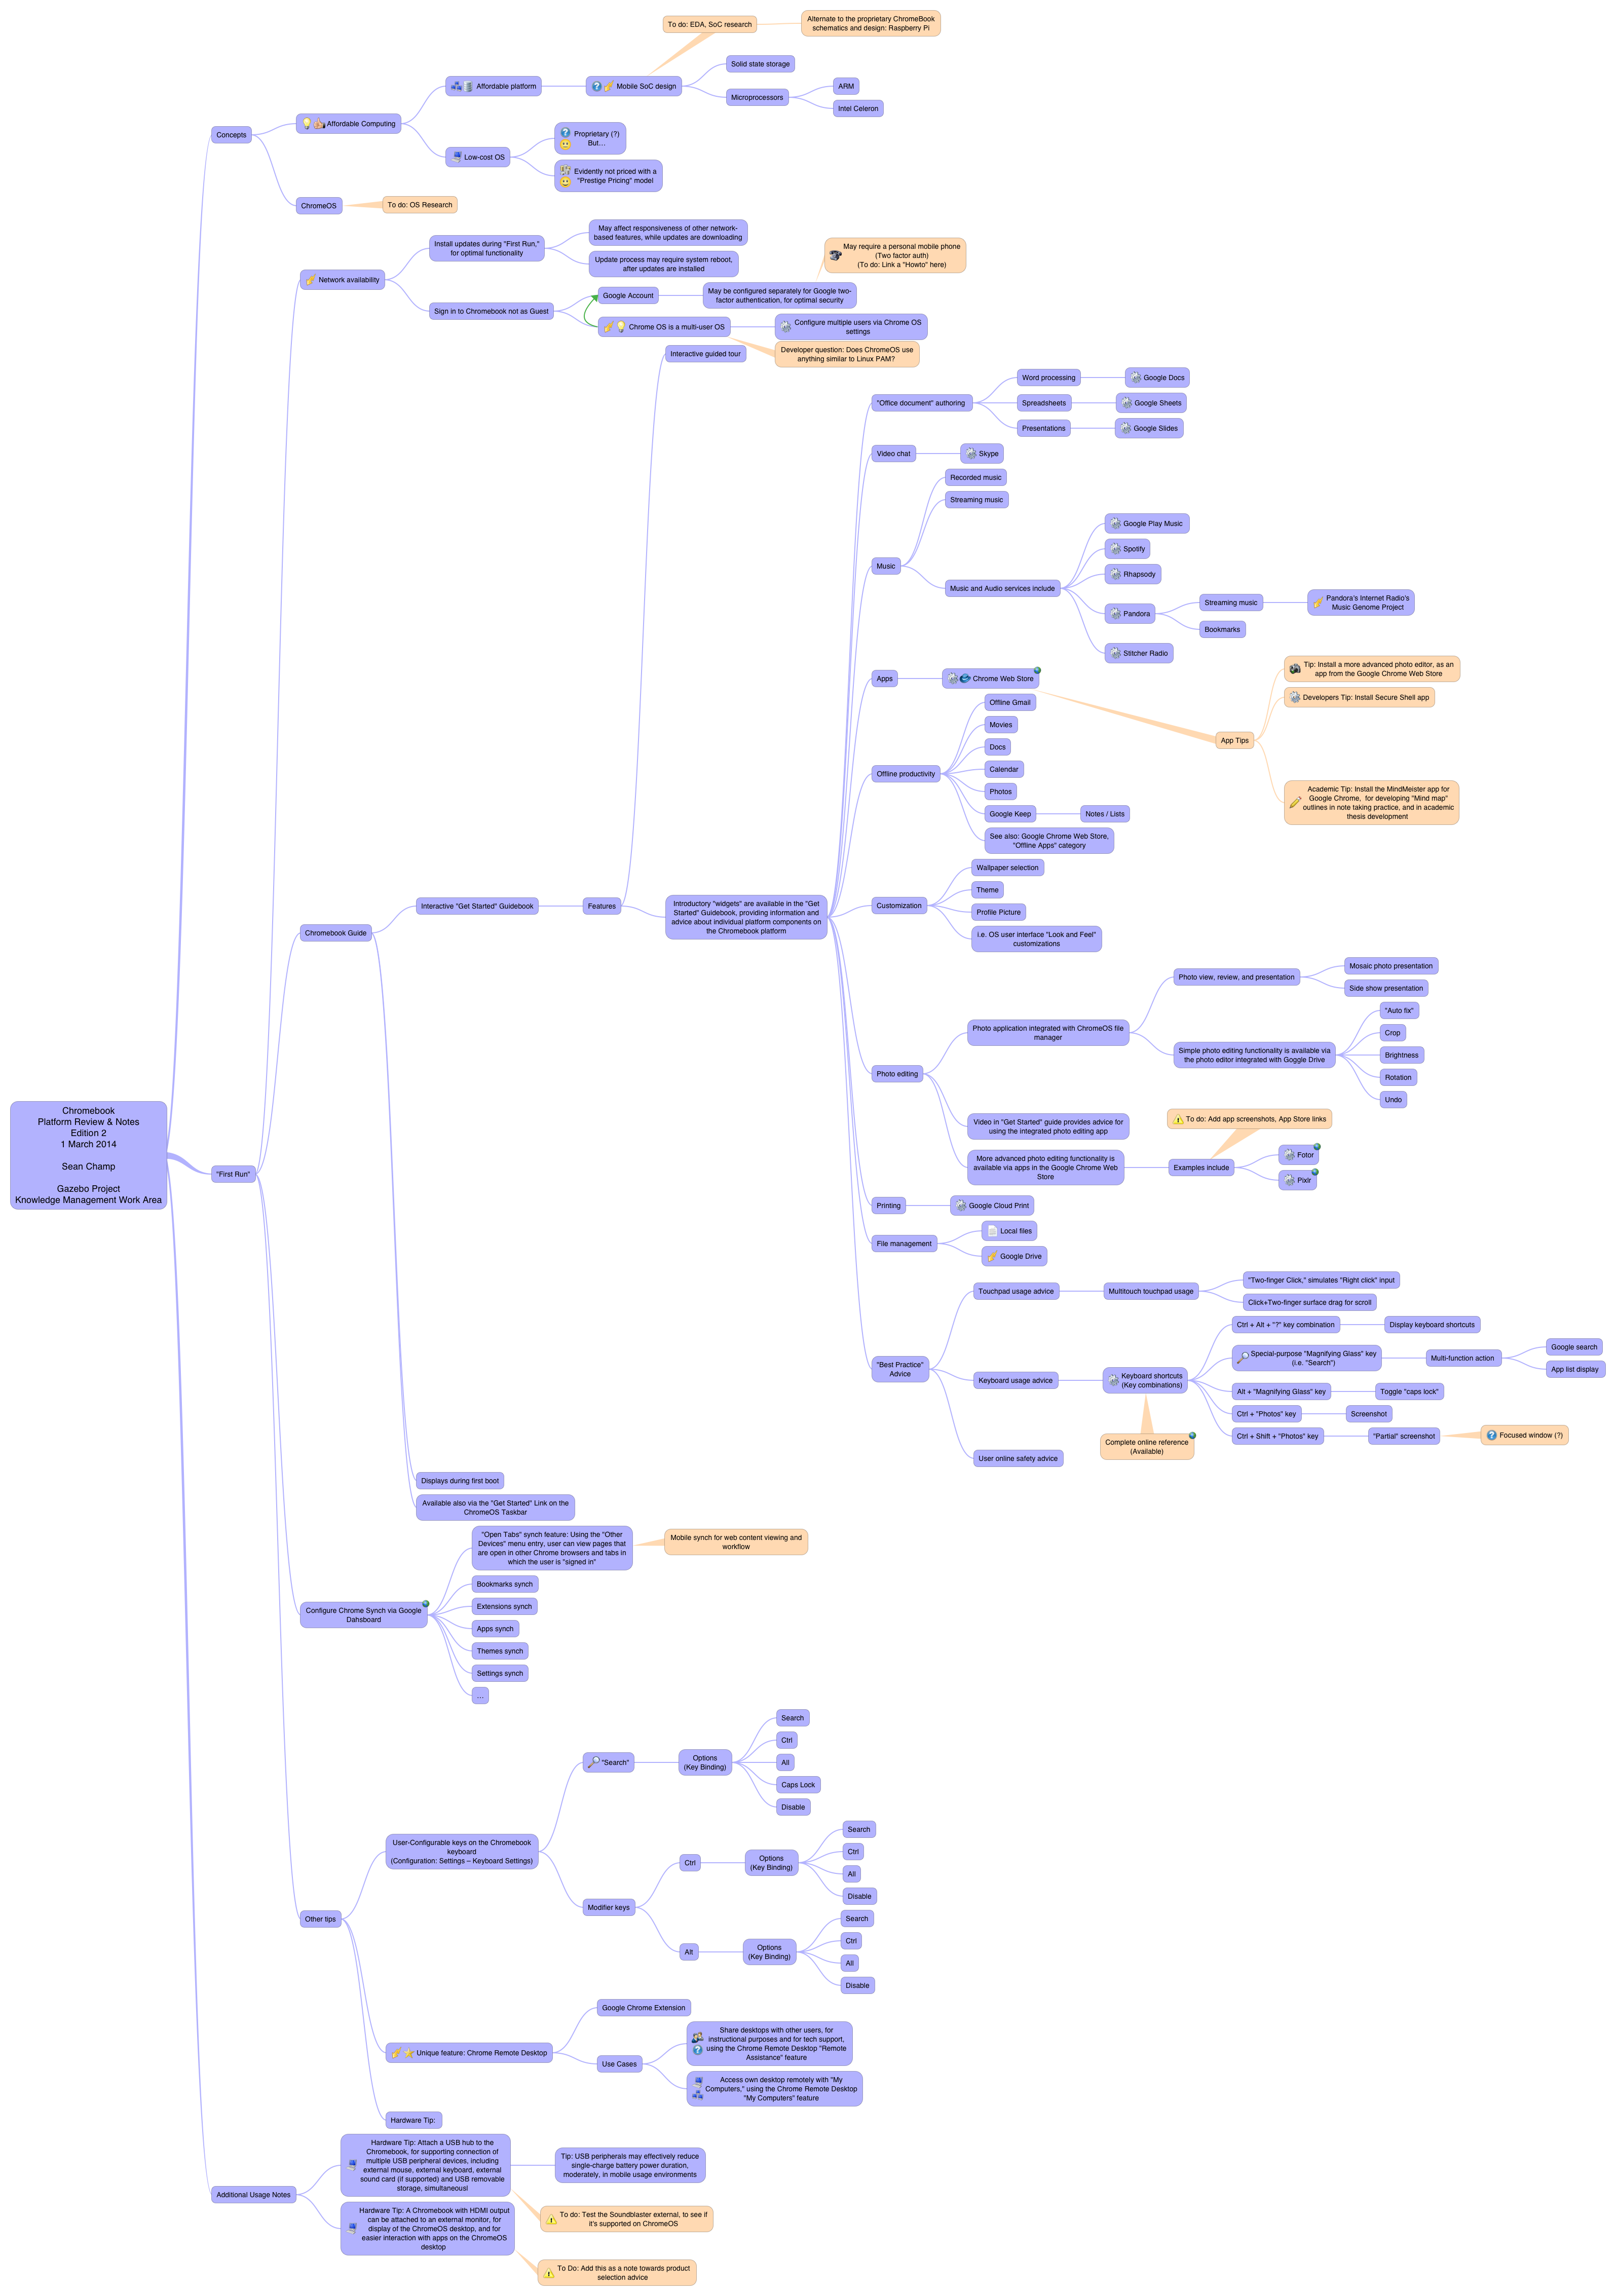 To do: EDA, SoC research
Alternate to the proprietary ChromeBook
schematics and design: Raspberry Pi
Solid state storage
Affordable platform
Mobile SoC design
ARM
Microprocessors
Intel Celeron
Affordable Computing
Concepts
Proprietary (?)
But…
Low-cost OS
Evidently not priced with a
"Prestige Pricing" model
ChromeOS
To do: OS Research
Install updates during "First Run,"
for optimal functionality
May affect responsiveness of other network-
based features, while updates are downloading
Update process may require system reboot,
after updates are installed
May require a personal mobile phone
(Two factor auth)
(To do: Link a "Howto" here)
Network availability
Google Account
May be configured separately for Google two-
factor authentication, for optimal security
Sign in to Chromebook not as Guest
Chrome OS is a multi-user OS
Configure multiple users via Chrome OS
settings
Developer question: Does ChromeOS use
anything similar to Linux PAM?
Interactive guided tour
"Office document" authoring
Word processing
Google Docs
Spreadsheets
Google Sheets
Presentations
Google Slides
Video chat
Skype
Recorded music
Streaming music
Music
Music and Audio services include
Google Play Music
Spotify
Rhapsody
Pandora
Streaming music
Pandora's Internet Radio's
Music Genome Project
Bookmarks
Stitcher Radio
Apps
Chrome Web Store
Tip: Install a more advanced photo editor, as an
app from the Google Chrome Web Store
Developers Tip: Install Secure Shell app
App Tips
Academic Tip: Install the MindMeister app for
Google Chrome,  for developing "Mind map"
outlines in note taking practice, and in academic
thesis development
Offline productivity
Offline Gmail
Movies
Docs
Calendar
Photos
Google Keep
Notes / Lists
See also: Google Chrome Web Store,
"Offline Apps" category
Customization
Wallpaper selection
Theme
Profile Picture
i.e. OS user interface "Look and Feel"
customizations
Chromebook Guide
Interactive "Get Started" Guidebook
Features
Introductory "widgets" are available in the "Get
Started" Guidebook, providing information and
advice about individual platform components on
the Chromebook platform
Photo editing
Photo application integrated with ChromeOS file
manager
Photo view, review, and presentation
Mosaic photo presentation
Side show presentation
Simple photo editing functionality is available via
the photo editor integrated with Goggle Drive
"Auto fix"
Crop
Brightness
Rotation
Undo
Video in "Get Started" guide provides advice for
using the integrated photo editing app
To do: Add app screenshots, App Store links
More advanced photo editing functionality is
available via apps in the Google Chrome Web
Store
Examples include
Fotor
Pixlr
Chromebook
Platform Review & Notes
Edition 2
1 March 2014
Sean Champ
Gazebo Project
Knowledge Management Work Area
"First Run"
Printing
Google Cloud Print
File management
Local files
Google Drive
"Best Practice"
Advice
Touchpad usage advice
Multitouch touchpad usage
"Two-finger Click," simulates "Right click" input
Click+Two-finger surface drag for scroll
Keyboard usage advice
Keyboard shortcuts
(Key combinations)
Ctrl + Alt + "?" key combination
Display keyboard shortcuts
Special-purpose "Magnifying Glass" key
(i.e. "Search")
Multi-function action
Google search
App list display
Alt + "Magnifying Glass" key
Toggle "caps lock"
Ctrl + "Photos" key
Screenshot
Ctrl + Shift + "Photos" key
"Partial" screenshot
Focused window (?)
Complete online reference
(Available)
User online safety advice
Displays during first boot
Available also via the "Get Started" Link on the
ChromeOS Taskbar
Configure Chrome Synch via Google
Dahsboard
"Open Tabs" synch feature: Using the "Other
Devices" menu entry, user can view pages that
are open in other Chrome browsers and tabs in
which the user is "signed in"
Mobile synch for web content viewing and
workflow
Bookmarks synch
Extensions synch
Apps synch
Themes synch
Settings synch
…
Other tips
User-Configurable keys on the Chromebook
keyboard
(Configuration: Settings – Keyboard Settings)
"Search"
Options
(Key Binding)
Search
Ctrl
All
Caps Lock
Disable
Modifier keys
Ctrl
Options
(Key Binding)
Search
Ctrl
All
Disable
Alt
Options
(Key Binding)
Search
Ctrl
All
Disable
Unique feature: Chrome Remote Desktop
Google Chrome Extension
Use Cases
Share desktops with other users, for
instructional purposes and for tech support,
using the Chrome Remote Desktop "Remote
Assistance" feature
Access own desktop remotely with "My
Computers," using the Chrome Remote Desktop
"My Computers" feature
Hardware Tip:
Additional Usage Notes
Hardware Tip: Attach a USB hub to the
Chromebook, for supporting connection of
multiple USB peripheral devices, including
external mouse, external keyboard, external
sound card (if supported) and USB removable
storage, simultaneousl
Tip: USB peripherals may effectively reduce
single-charge battery power duration,
moderately, in mobile usage environments
To do: Test the Soundblaster external, to see if
it's supported on ChromeOS
Hardware Tip: A Chromebook with HDMI output
can be attached to an external monitor, for
display of the ChromeOS desktop, and for
easier interaction with apps on the ChromeOS
desktop
To Do: Add this as a note towards product
selection advice